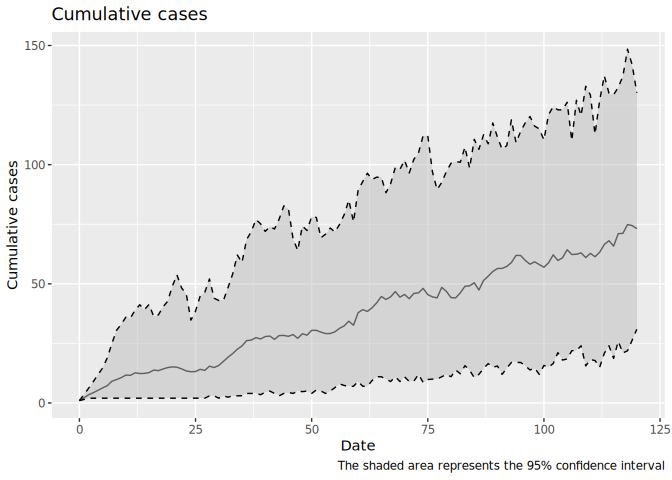 Cumulative cases
150
100
50
0
Cumulative cases
0 25 50 75 100 125
Date
The shaded area represents the 95% confidence interval